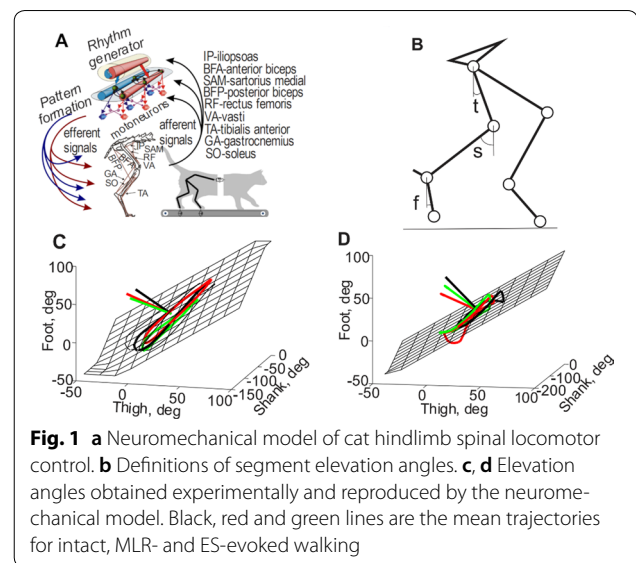 A
Rhythm
generator
Pattern
formation
motoneurons
efferent
signals
afferent
signals
IP-iliopsoas
BFA-anterior biceps
SAM-sartorius medial
BFP-posterior biceps
RF-rectus femoris
VA-vasti
TA-tibialis anterior
GA-gastrocnemius
SO-soleus
IP
SAM
RF
VA
BFA
BFP
GA
SO
TA
B
t
s
f
C
Foot, deg
100
50
0
-50
-50
0
50
100
Thigh, deg
0
-50
-100
-150
Shank, deg
D
Foot, deg
100
50
0
-50
-50
0
50
100
Thigh, deg
0
-50
-100
-150
-200
Shank, deg
Fig. 1 a Neuromechanical model of cat hindlimb spinal locomotor
control. b Definitions of segment elevation angles. c, d Elevation
angles obtained experimentally and reproduced by the neurome-
chanical model. Black, red and green lines are the mean trajectories
for intact, MLR- and ES-evoked walking